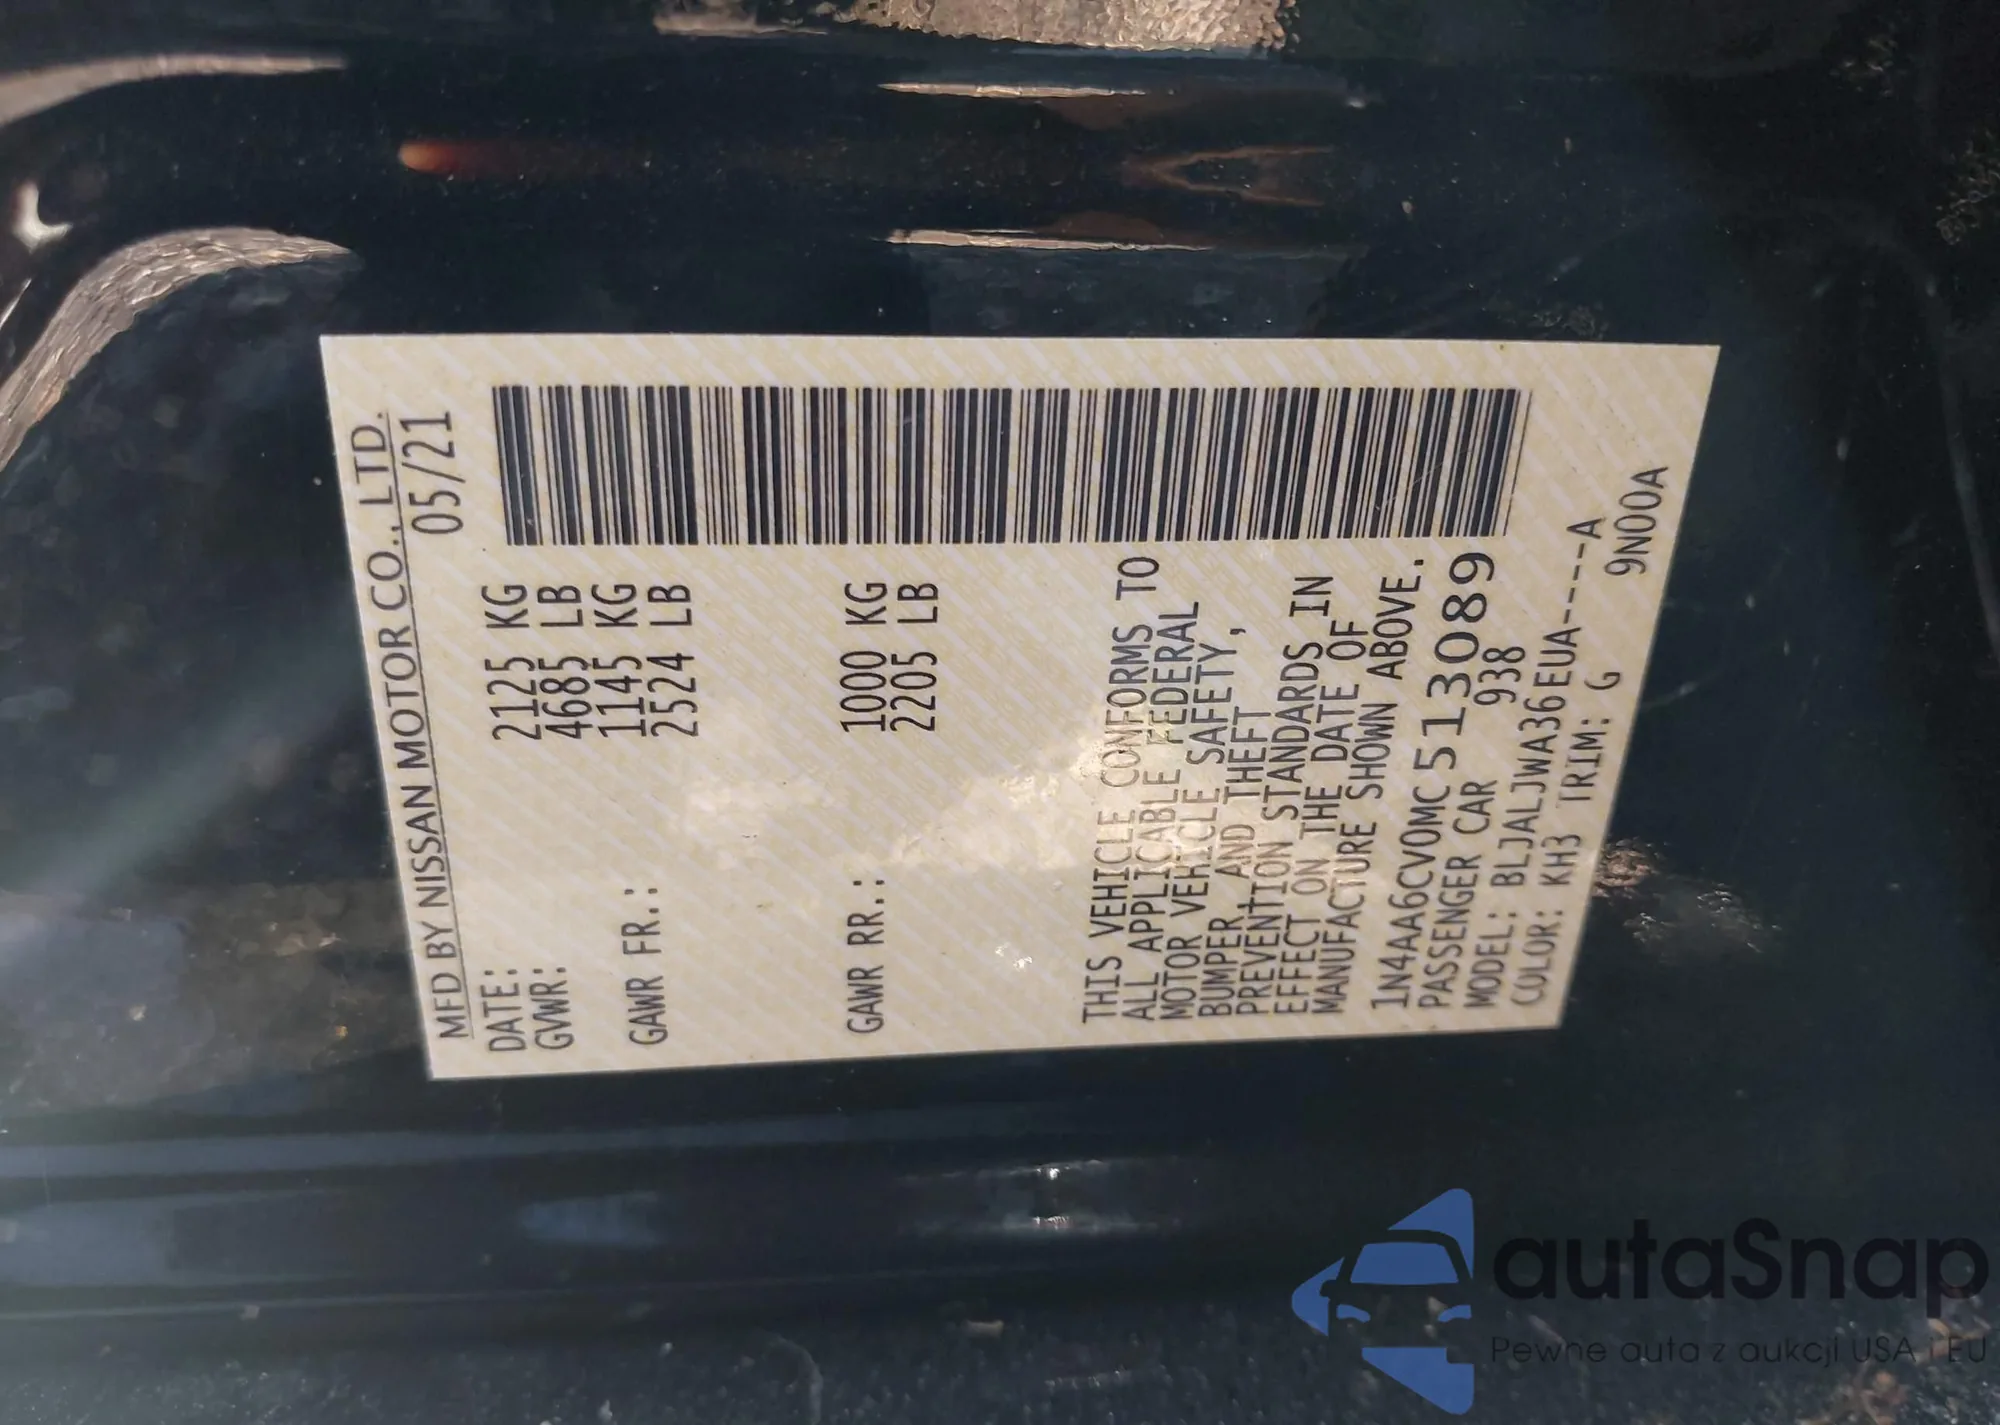 MFD BY NISSAN MOTOR CO., LTD.
DATE: 05/21
GVWR: 2125 KG
4685 LB
GAWR FR.: 1145 KG
2524 LB
GAWR RR.: 1000 KG
2205 LB
THIS VEHICLE CONFORMS TO
ALL APPLICABLE FEDERAL
MOTOR VEHICLE SAFETY,
BUMPER, AND THEFT
PREVENTION STANDARDS IN
EFFECT ON THE DATE OF
MANUFACTURE SHOWN ABOVE.
1N4AA6CV0MC513089
PASSENGER CAR 938
MODEL: BLJALJWA36EUA----A
COLOR: KH3 TRIM: G
9N00A
autaSnap
Pewne auta z aukcji USA i EU